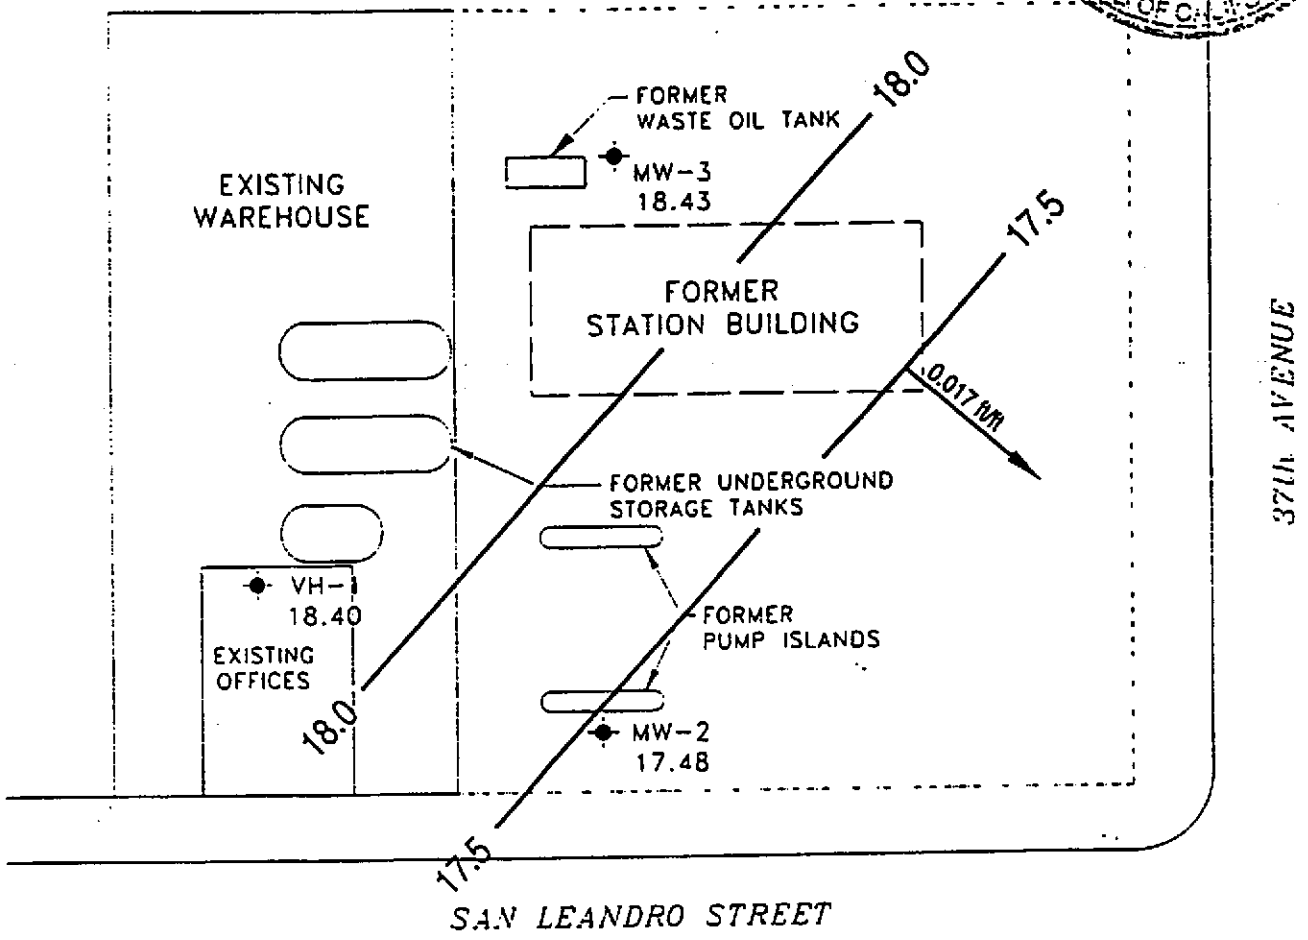 OF CAL
18.0
FORMER
WASTE OIL TANK
MW-3
18.43
EXISTING
WAREHOUSE
17.5
FORMER
STATION BUILDING
0.017 ft/ft
37th AVENUE
FORMER UNDERGROUND
STORAGE TANKS
VH-1
18.40
FORMER
PUMP ISLANDS
EXISTING
OFFICES
18.0
MW-2
17.48
17.5
SAN LEANDRO STREET